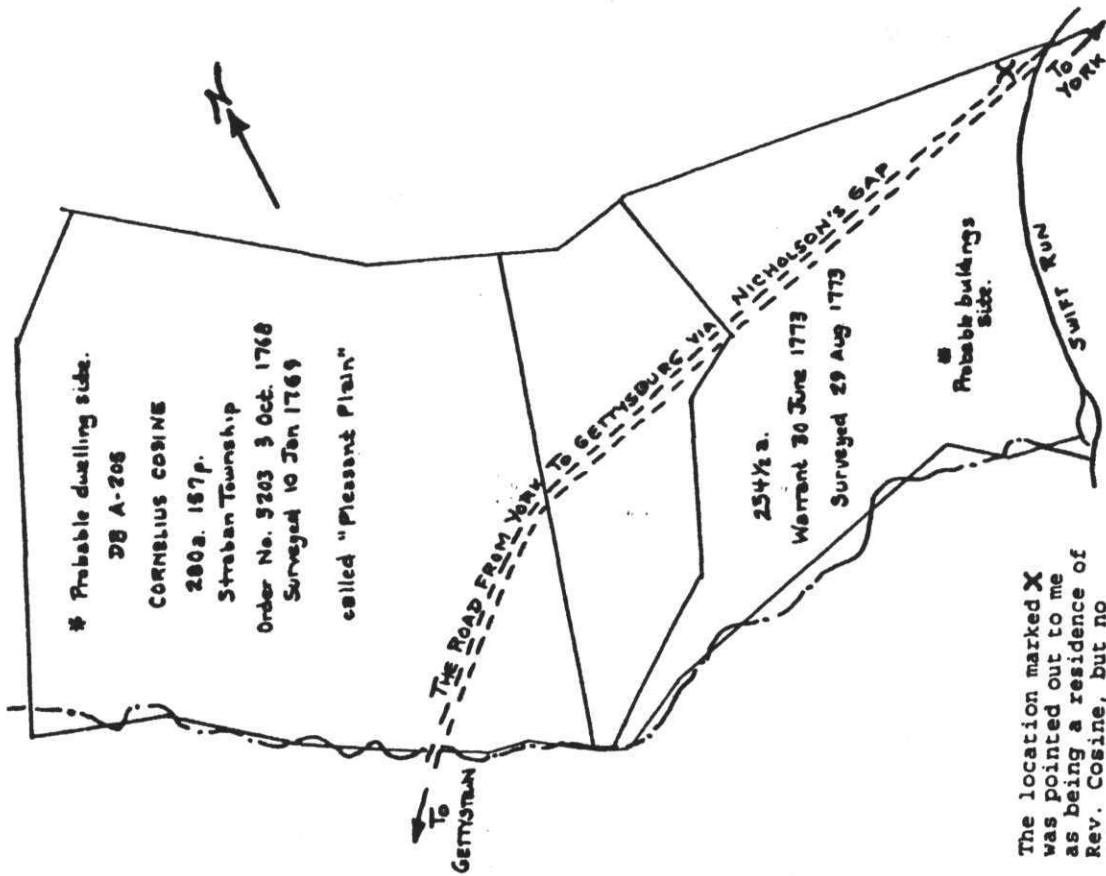 N
* Probable dwelling side.
DB A-205
CORNELIUS COSINE
280a. 157p.
Straban Township
Order No. 5203 3 Oct. 1768
Surveyed 10 Jan 1769
called "Pleasant Plain"
To
GETTYSTOWN
THE ROAD FROM YORK TO GETTYSBURG VIA NICHOLSON'S GAP
X
To
YORK
234½ a.
Warrant 30 June 1773
Surveyed 29 Aug 1773
*
Probable buildings
site.
SWIFT RUN
The location marked X
was pointed out to me
as being a residence of
Rev. Cosine, but no